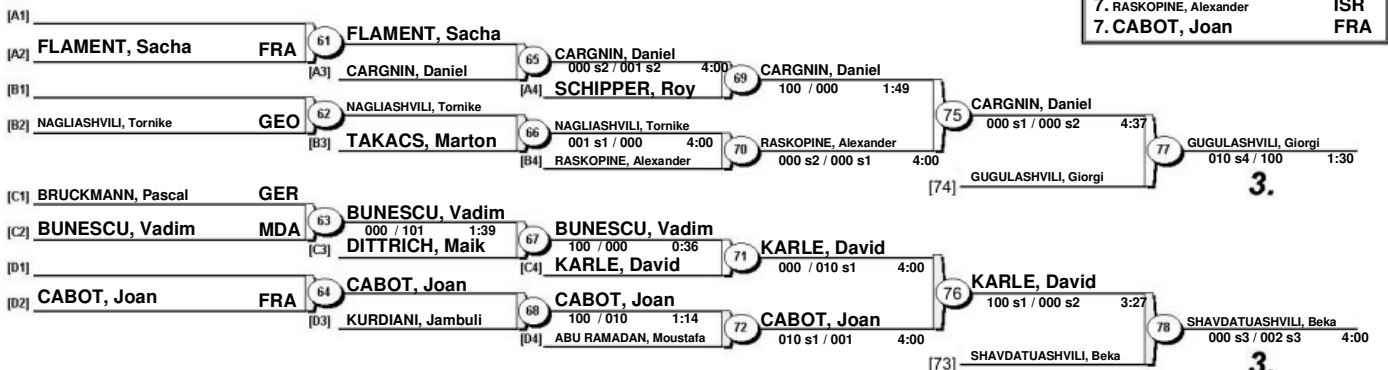 7. RASKOPINE, Alexander ISR
7. CABOT, Joan FRA
[A1]
[A2] FLAMENT, Sacha FRA
61 FLAMENT, Sacha
[A3] CARGNIN, Daniel
65 CARGNIN, Daniel
000 s2 / 001 s2 4:00
[A4] SCHIPPER, Roy
69 CARGNIN, Daniel
100 / 000 1:49
[B1]
[B2] NAGLIASHVILI, Tornike GEO
62 NAGLIASHVILI, Tornike
[B3] TAKACS, Marton
66 NAGLIASHVILI, Tornike
001 s1 / 000 4:00
[B4] RASKOPINE, Alexander
70 RASKOPINE, Alexander
000 s2 / 000 s1 4:00
75 CARGNIN, Daniel
000 s1 / 000 s2 4:37
[74] GUGULASHVILI, Giorgi
77 GUGULASHVILI, Giorgi
010 s4 / 100 1:30
3.
[C1] BRUCKMANN, Pascal GER
[C2] BUNESCU, Vadim MDA
63 BUNESCU, Vadim
000 / 101 1:39
[C3] DITTRICH, Maik
67 BUNESCU, Vadim
100 / 000 0:36
[C4] KARLE, David
71 KARLE, David
000 / 010 s1 4:00
[D1]
[D2] CABOT, Joan FRA
64 CABOT, Joan
[D3] KURDIANI, Jambuli
68 CABOT, Joan
100 / 010 1:14
[D4] ABU RAMADAN, Moustafa
72 CABOT, Joan
010 s1 / 001 4:00
76 KARLE, David
100 s1 / 000 s2 3:27
[73] SHAVDATUASHVILI, Beka
78 SHAVDATUASHVILI, Beka
000 s3 / 002 s3 4:00
3.